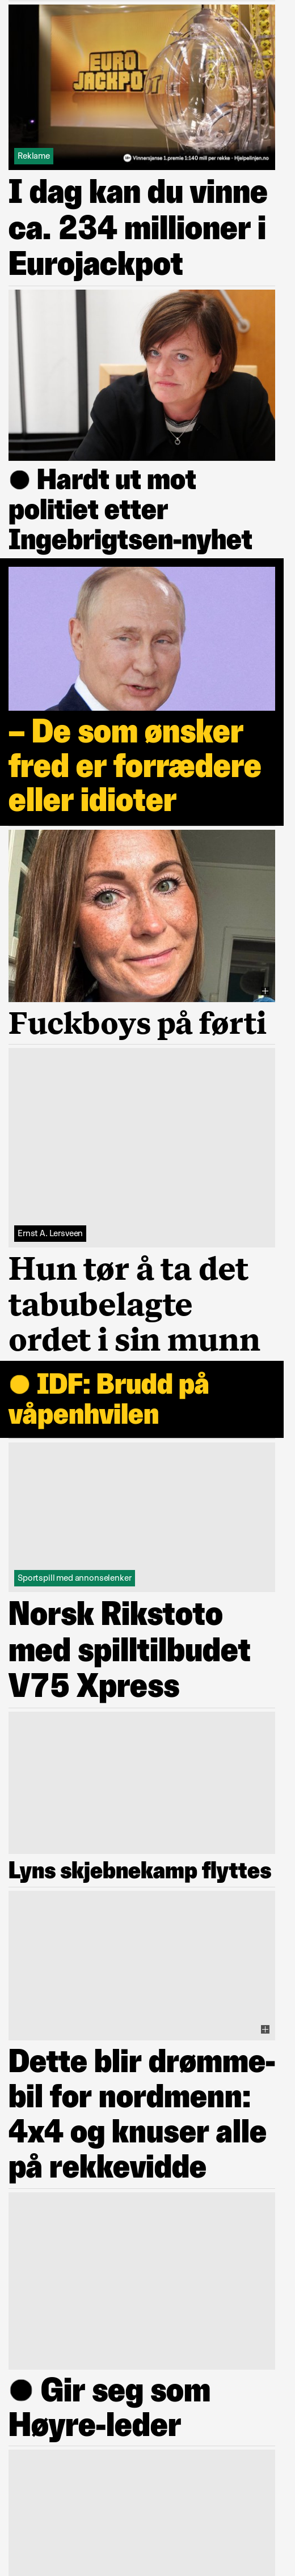 EURO
JACKPOT
Reklame
Vinnersjanse 1.premie 1:140 mill per rekke - Hjelpelinjen.no
I dag kan du vinne
ca. 234 millioner i
Eurojackpot
● Hardt ut mot
politiet etter
Ingebrigtsen-nyhet
– De som ønsker
fred er forrædere
eller idioter
Fuckboys på førti
Ernst A. Lersveen
Hun tør å ta det
tabubelagte
ordet i sin munn
● IDF: Brudd på
våpenhvilen
Sportspill med annonselenker
Norsk Rikstoto
med spilltilbudet
V75 Xpress
Lyns skjebnekamp flyttes
Dette blir drømme-
bil for nordmenn:
4x4 og knuser alle
på rekkevidde
● Gir seg som
Høyre-leder